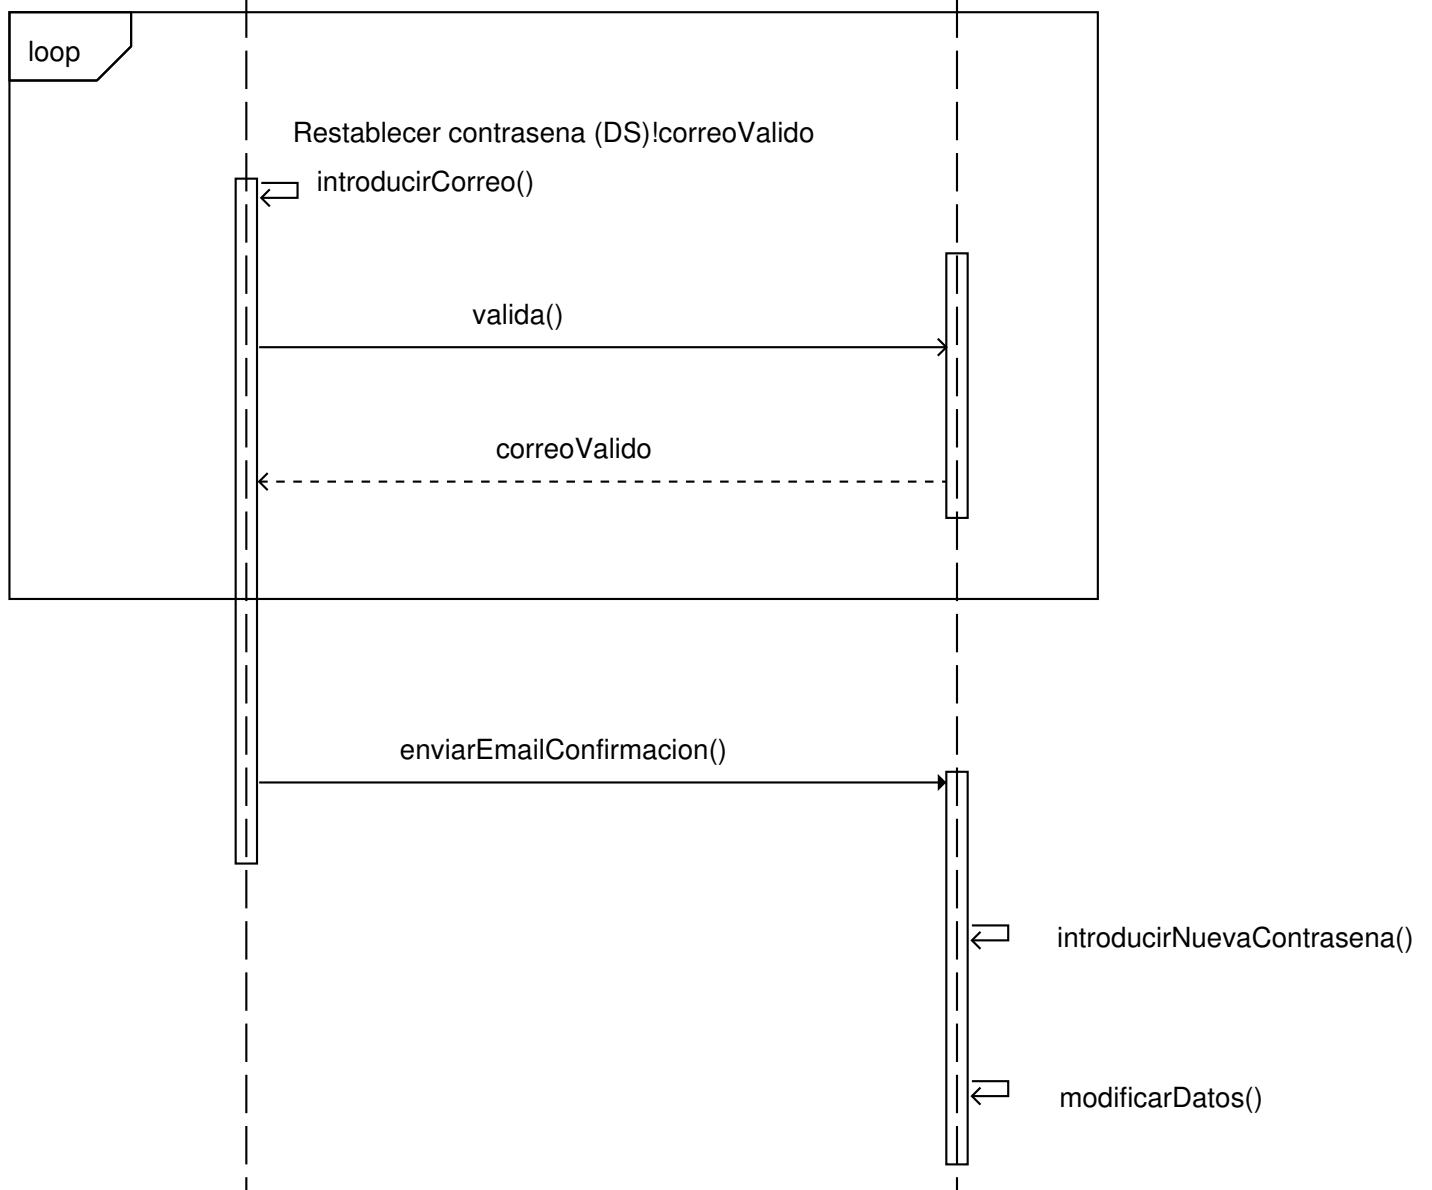 loop
Restablecer contrasena (DS)!correoValido
introducirCorreo()
valida()
correoValido
enviarEmailConfirmacion()
introducirNuevaContrasena()
modificarDatos()